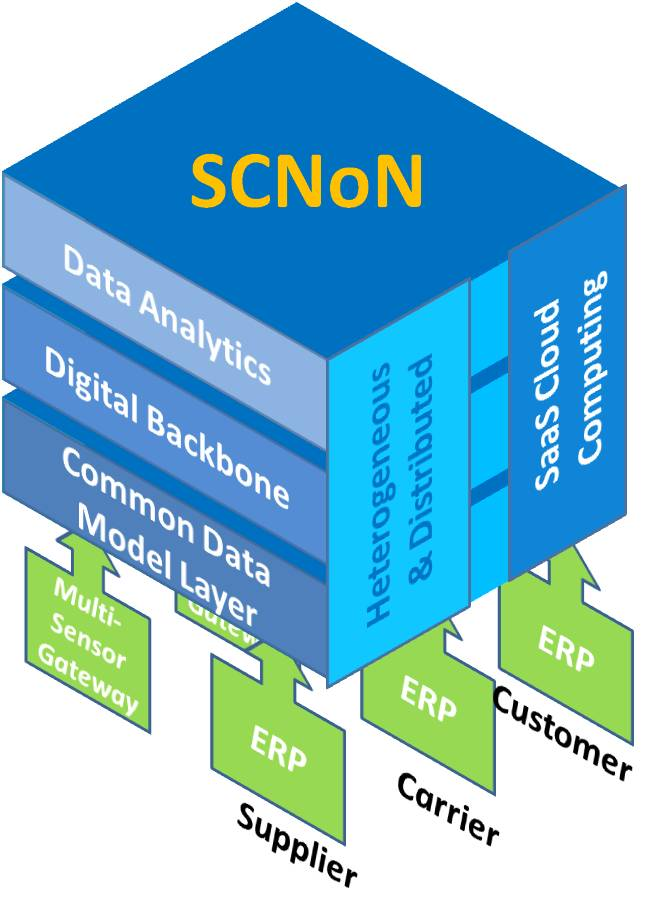 SCNoN
Data Analytics
Digital Backbone
Common Data
Model Layer
Heterogeneous
& Distributed
SaaS Cloud
Computing
Multi-
Sensor
Gateway
ERP
Supplier
ERP
Carrier
ERP
Customer